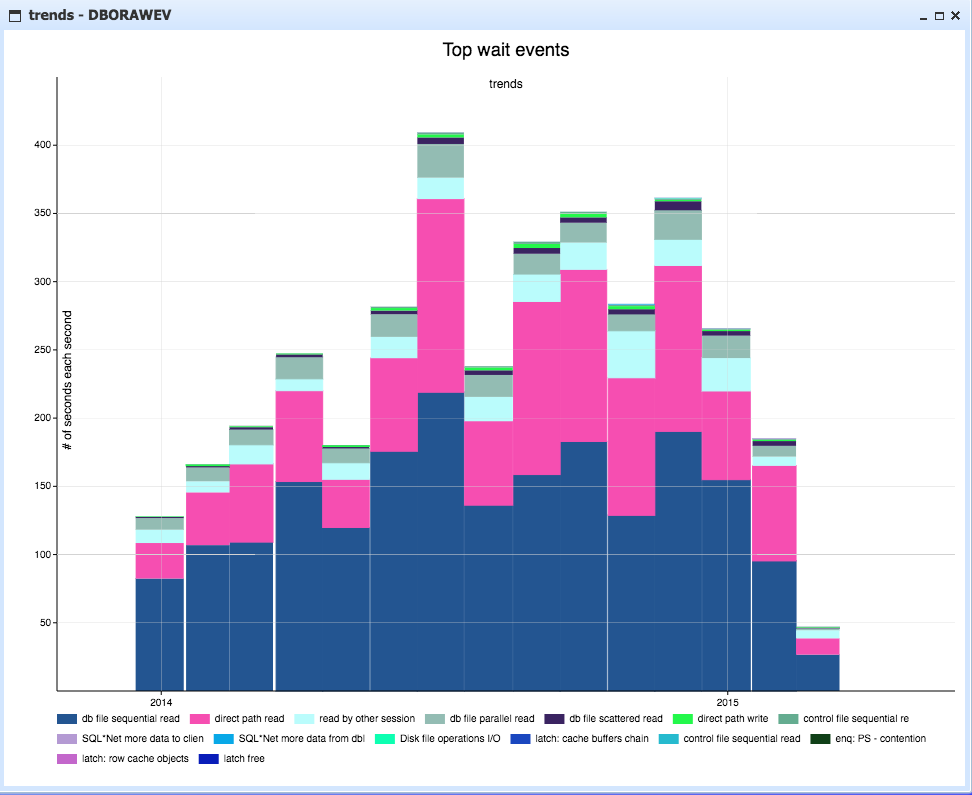 trends - DBORAWEV
Top wait events
trends
400
350
300
250
200
150
100
50
# of seconds each second
2014 2015
db file sequential read direct path read read by other session db file parallel read db file scattered read direct path write control file sequential re
SQL*Net more data to clien SQL*Net more data from dbl Disk file operations I/O latch: cache buffers chain control file sequential read enq: PS - contention
latch: row cache objects latch free